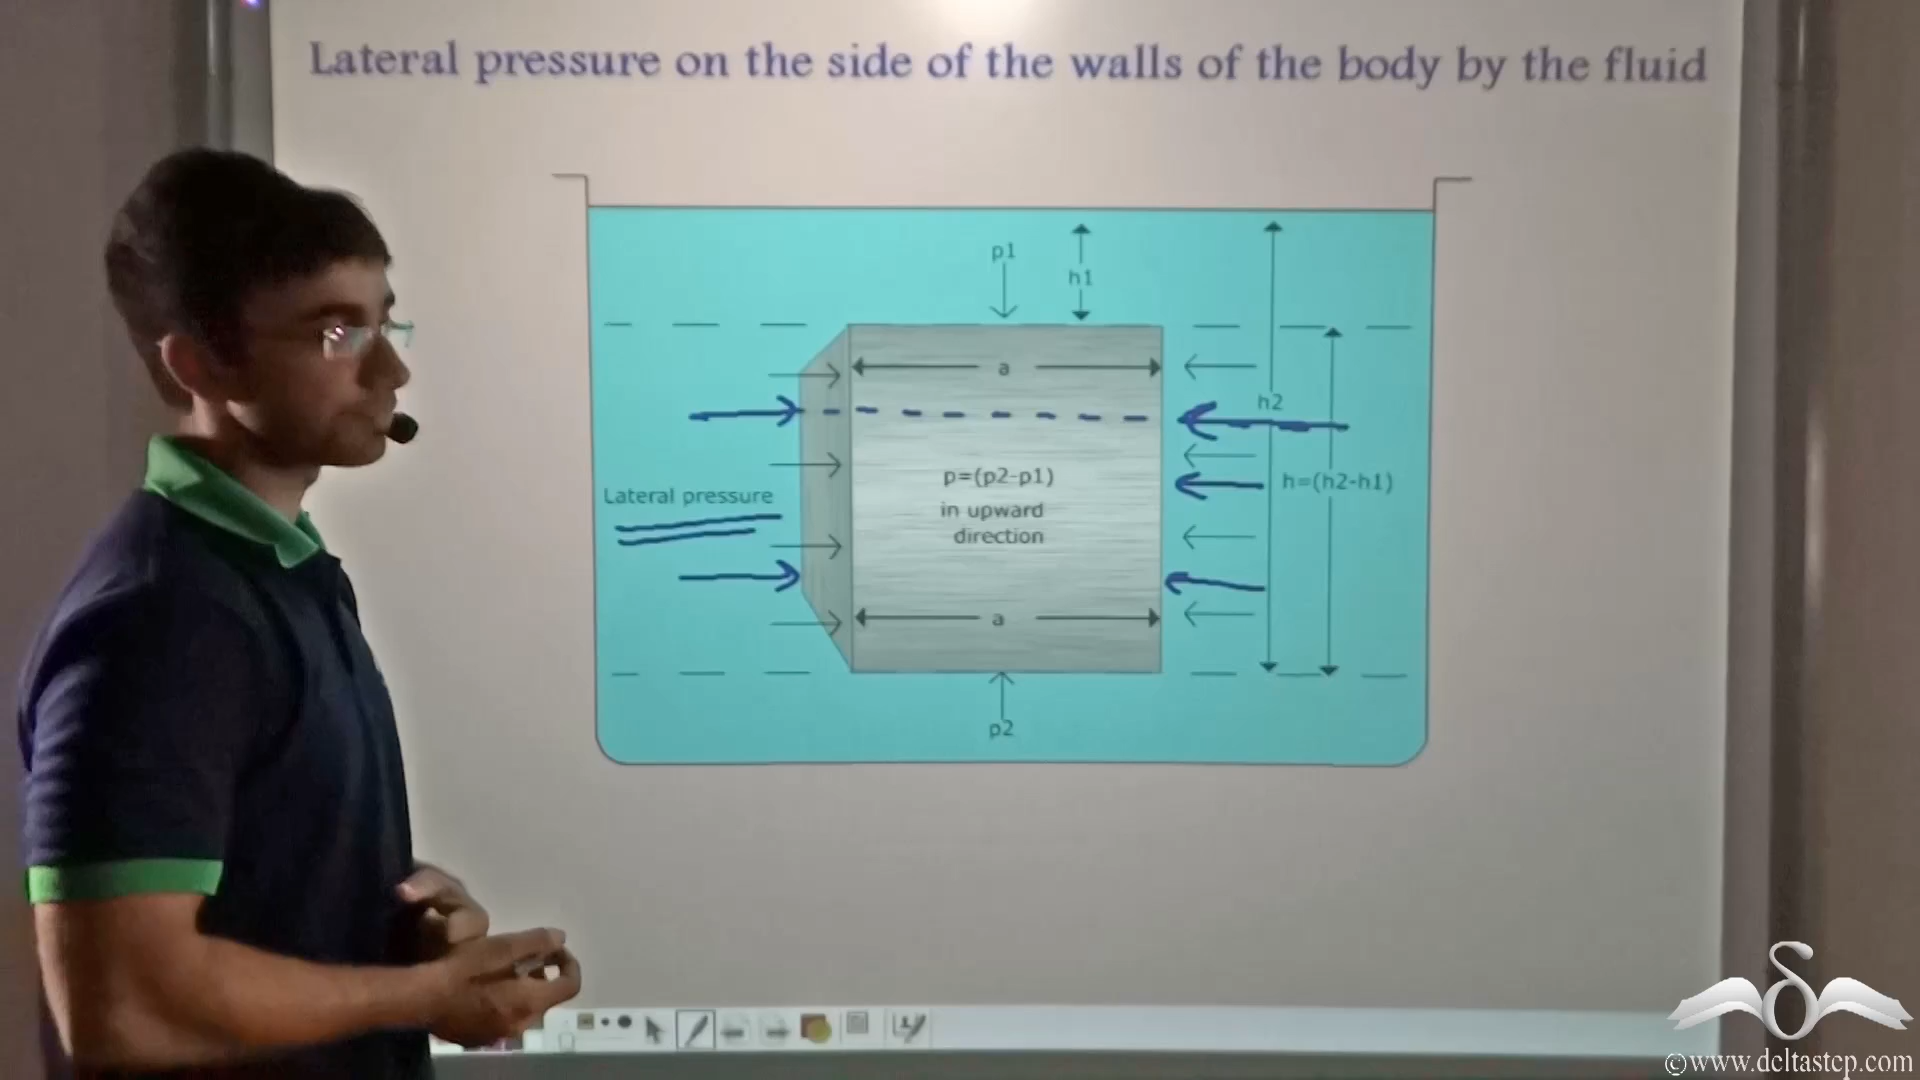 Lateral pressure on the side of the walls of the body by the fluid
p1
h1
a
h2
p=(p2-p1)
h=(h2-h1)
Lateral pressure
in upward
direction
a
p2
©www.deltastep.com